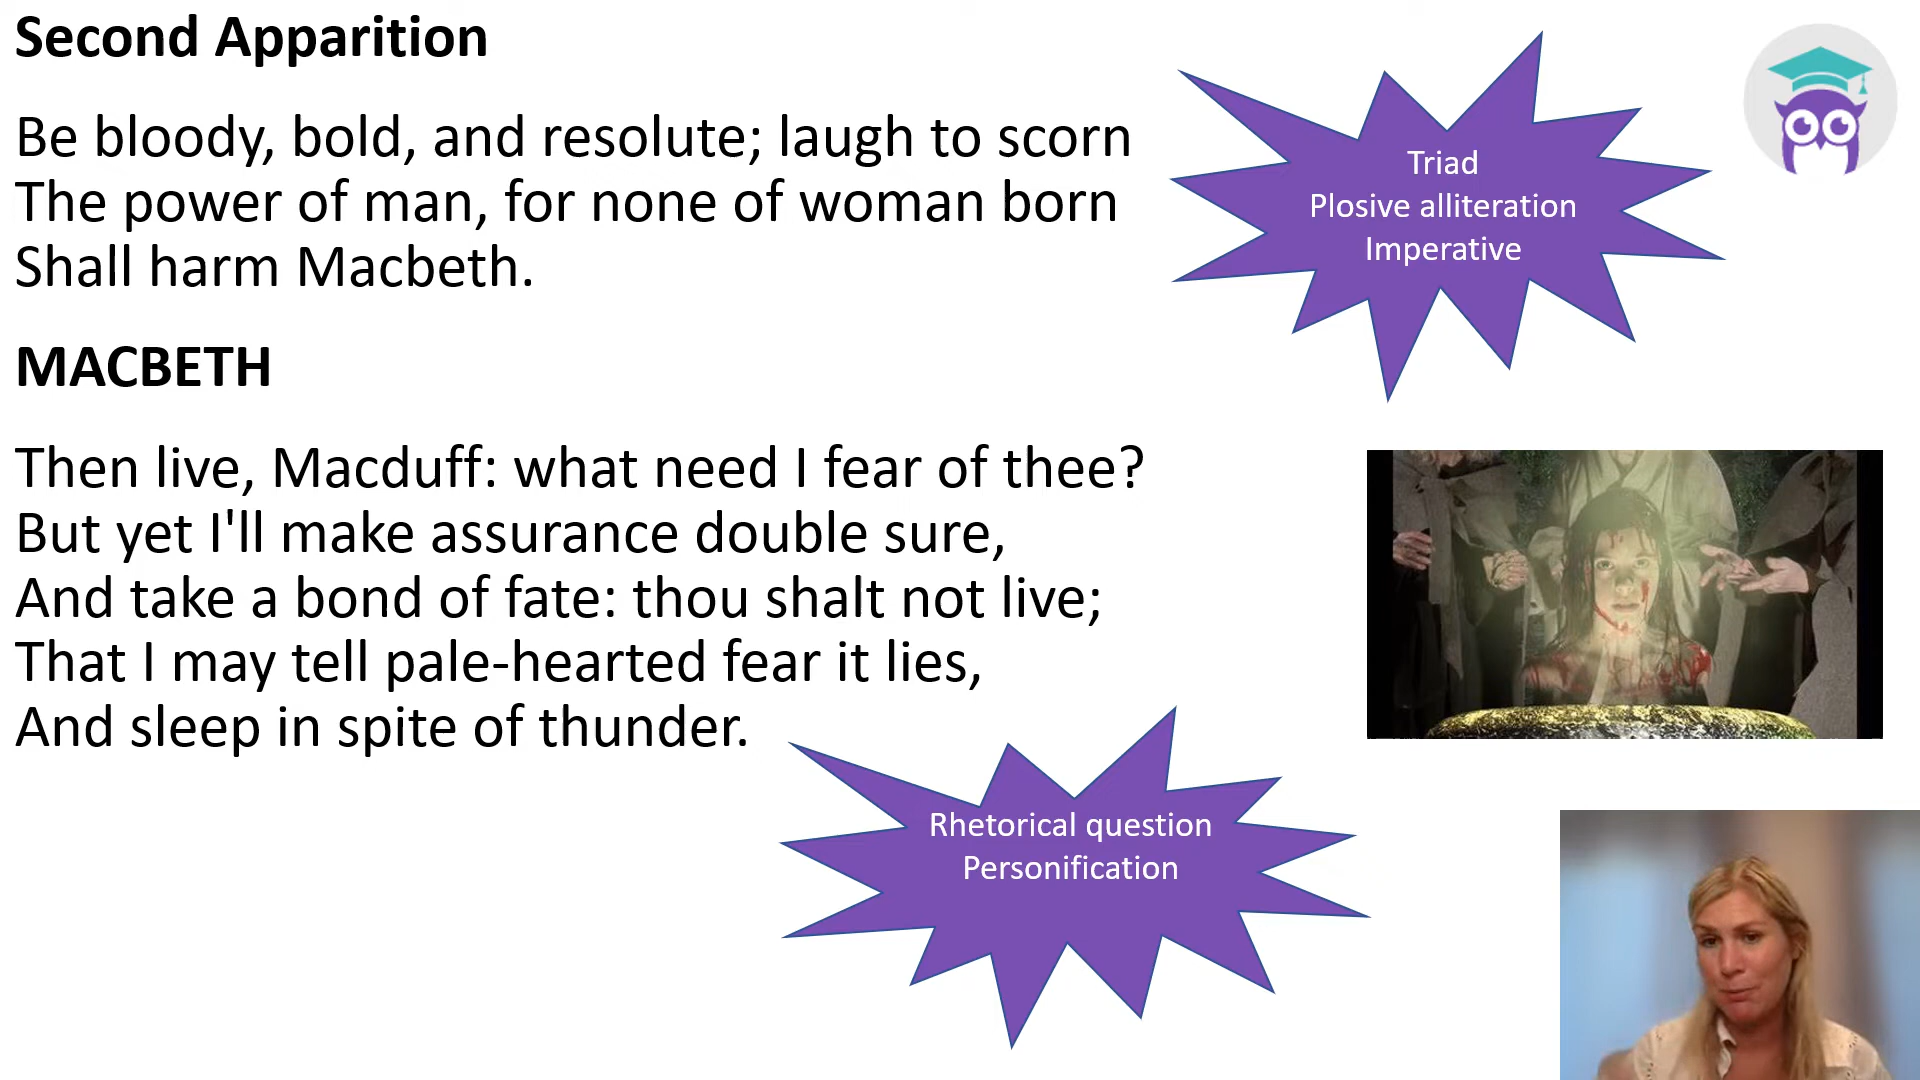 Second Apparition
Be bloody, bold, and resolute; laugh to scorn
The power of man, for none of woman born
Shall harm Macbeth.
Triad
Plosive alliteration
Imperative
MACBETH
Then live, Macduff: what need I fear of thee?
But yet I'll make assurance double sure,
And take a bond of fate: thou shalt not live;
That I may tell pale-hearted fear it lies,
And sleep in spite of thunder.
Rhetorical question
Personification